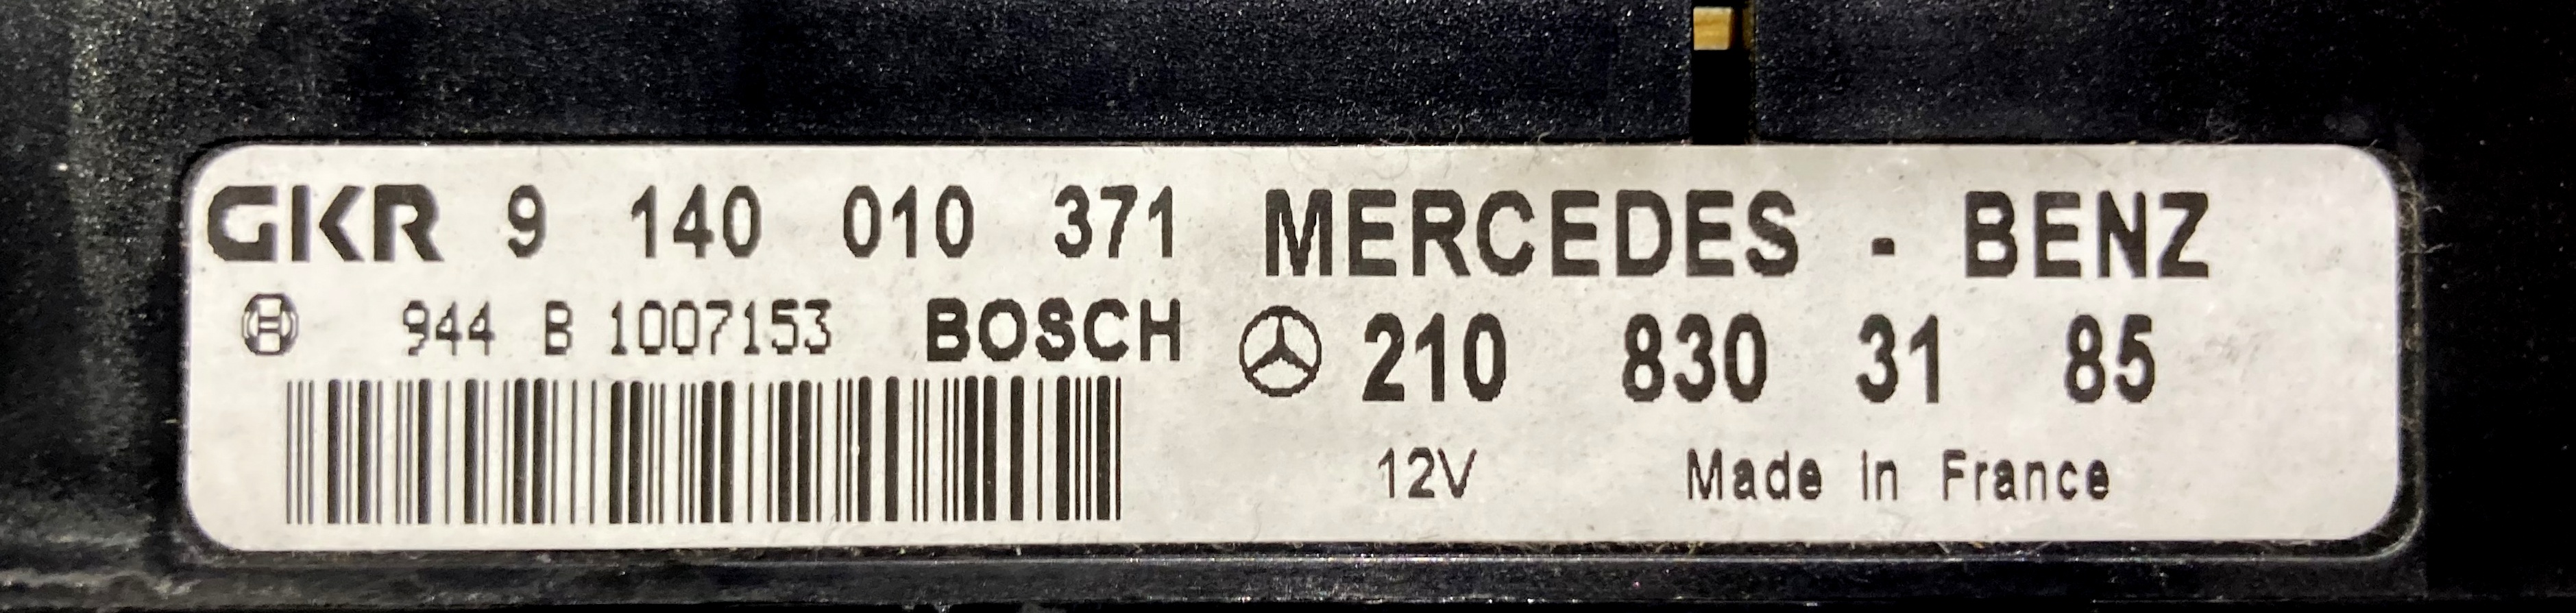 GKR 9 140 010 371
944 B 1007153 BOSCH
MERCEDES - BENZ
210 830 31 85
12V Made in France